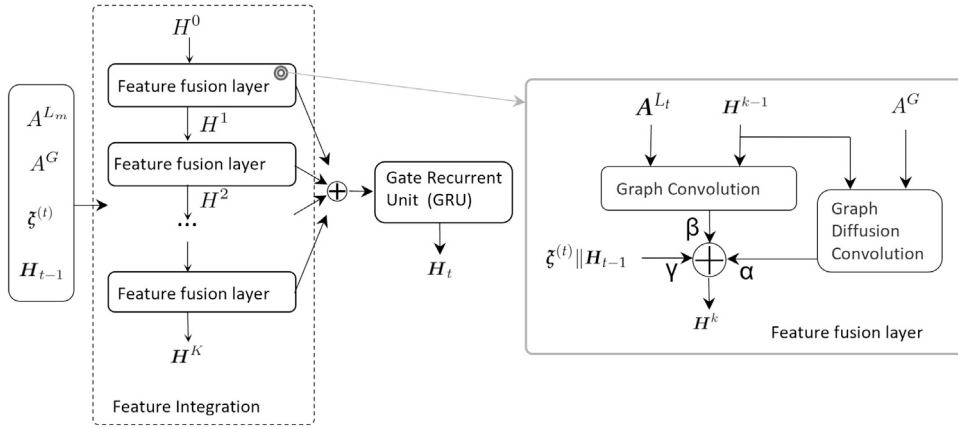 H^0
Feature fusion layer
H^1
Feature fusion layer
H^2
...
Feature fusion layer
H^K
Feature Integration
A^{L_m}
A^G
ξ^{(t)}
H_{t-1}
Gate Recurrent
Unit (GRU)
H_t
A^{L_t}
H^{k-1}
A^G
Graph Convolution
Graph
Diffusion
Convolution
β
ξ^{(t)}||H_{t-1}
γ
α
H^k
Feature fusion layer